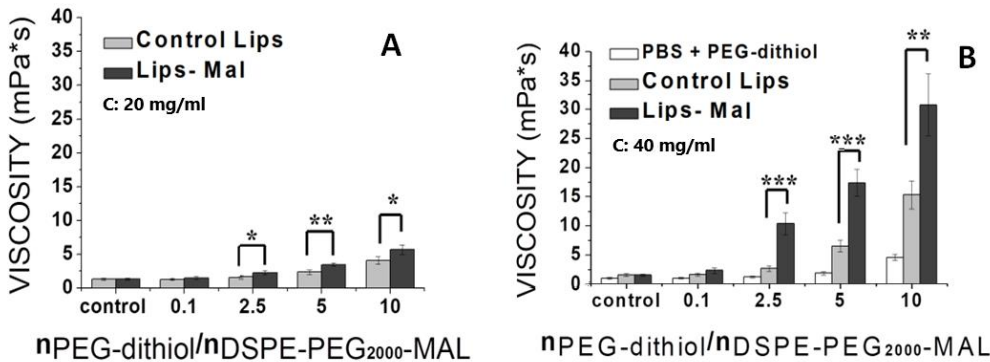 A
Control Lips
Lips- Mal
C: 20 mg/ml
VISCOSITY (mPa*s)
40
35
30
25
20
15
10
5
0
*
**
*
control 0.1 2.5 5 10
nPEG-dithiol/nDSPE-PEG2000-MAL
B
PBS + PEG-dithiol
Control Lips
Lips- Mal
C: 40 mg/ml
VISCOSITY (mPa*s)
40
35
30
25
20
15
10
5
0
***
***
**
control 0.1 2.5 5 10
nPEG-dithiol/nDSPE-PEG2000-MAL